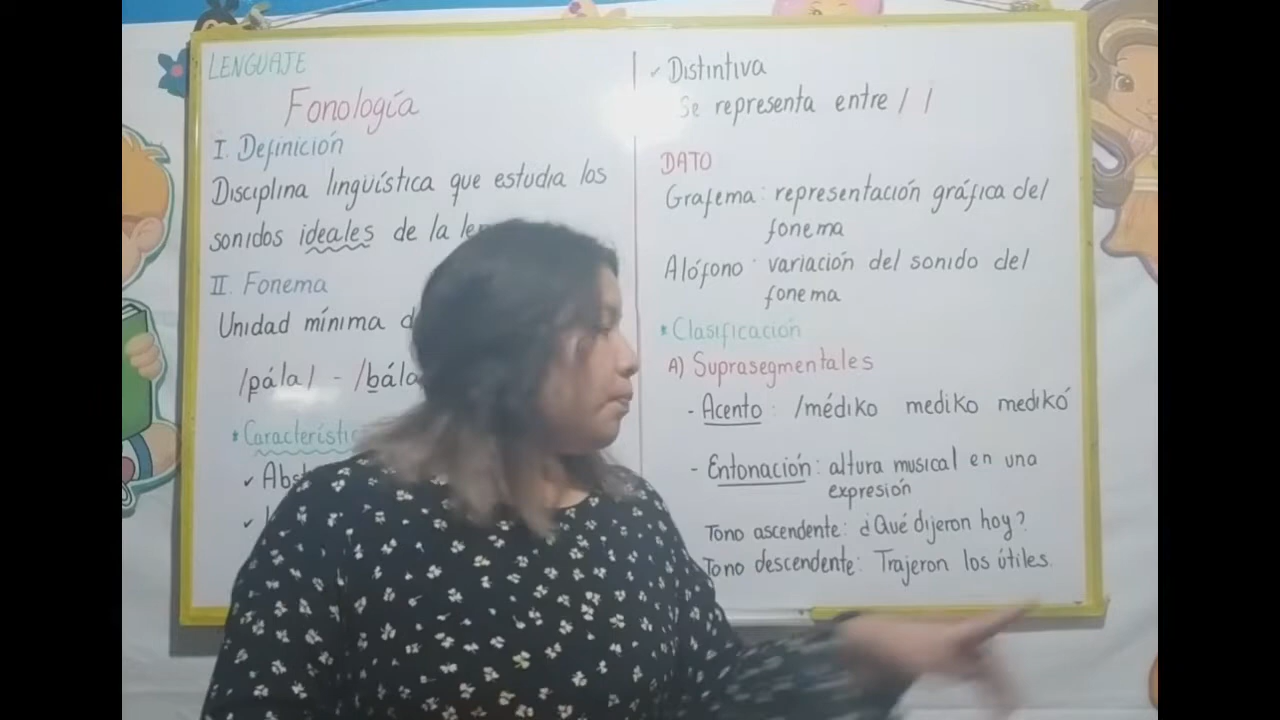 LENGUAJE
Fonología
I. Definición
Disciplina lingüística que estudia los
sonidos ideales de la
II. Fonema
Unidad mínima
/pála/ - /bála
* Característic
✓ Abs
✓ Distintiva
Se representa entre / /
DATO
Grafema: representación gráfica del
fonema
Alófono: variación del sonido del
fonema
* Clasificación
A) Suprasegmentales
- Acento: /médiko mediko medikó
- Entonación: altura musical en una
expresión
Tono ascendente: ¿Qué dijeron hoy?
Tono descendente: Trajeron los útiles.